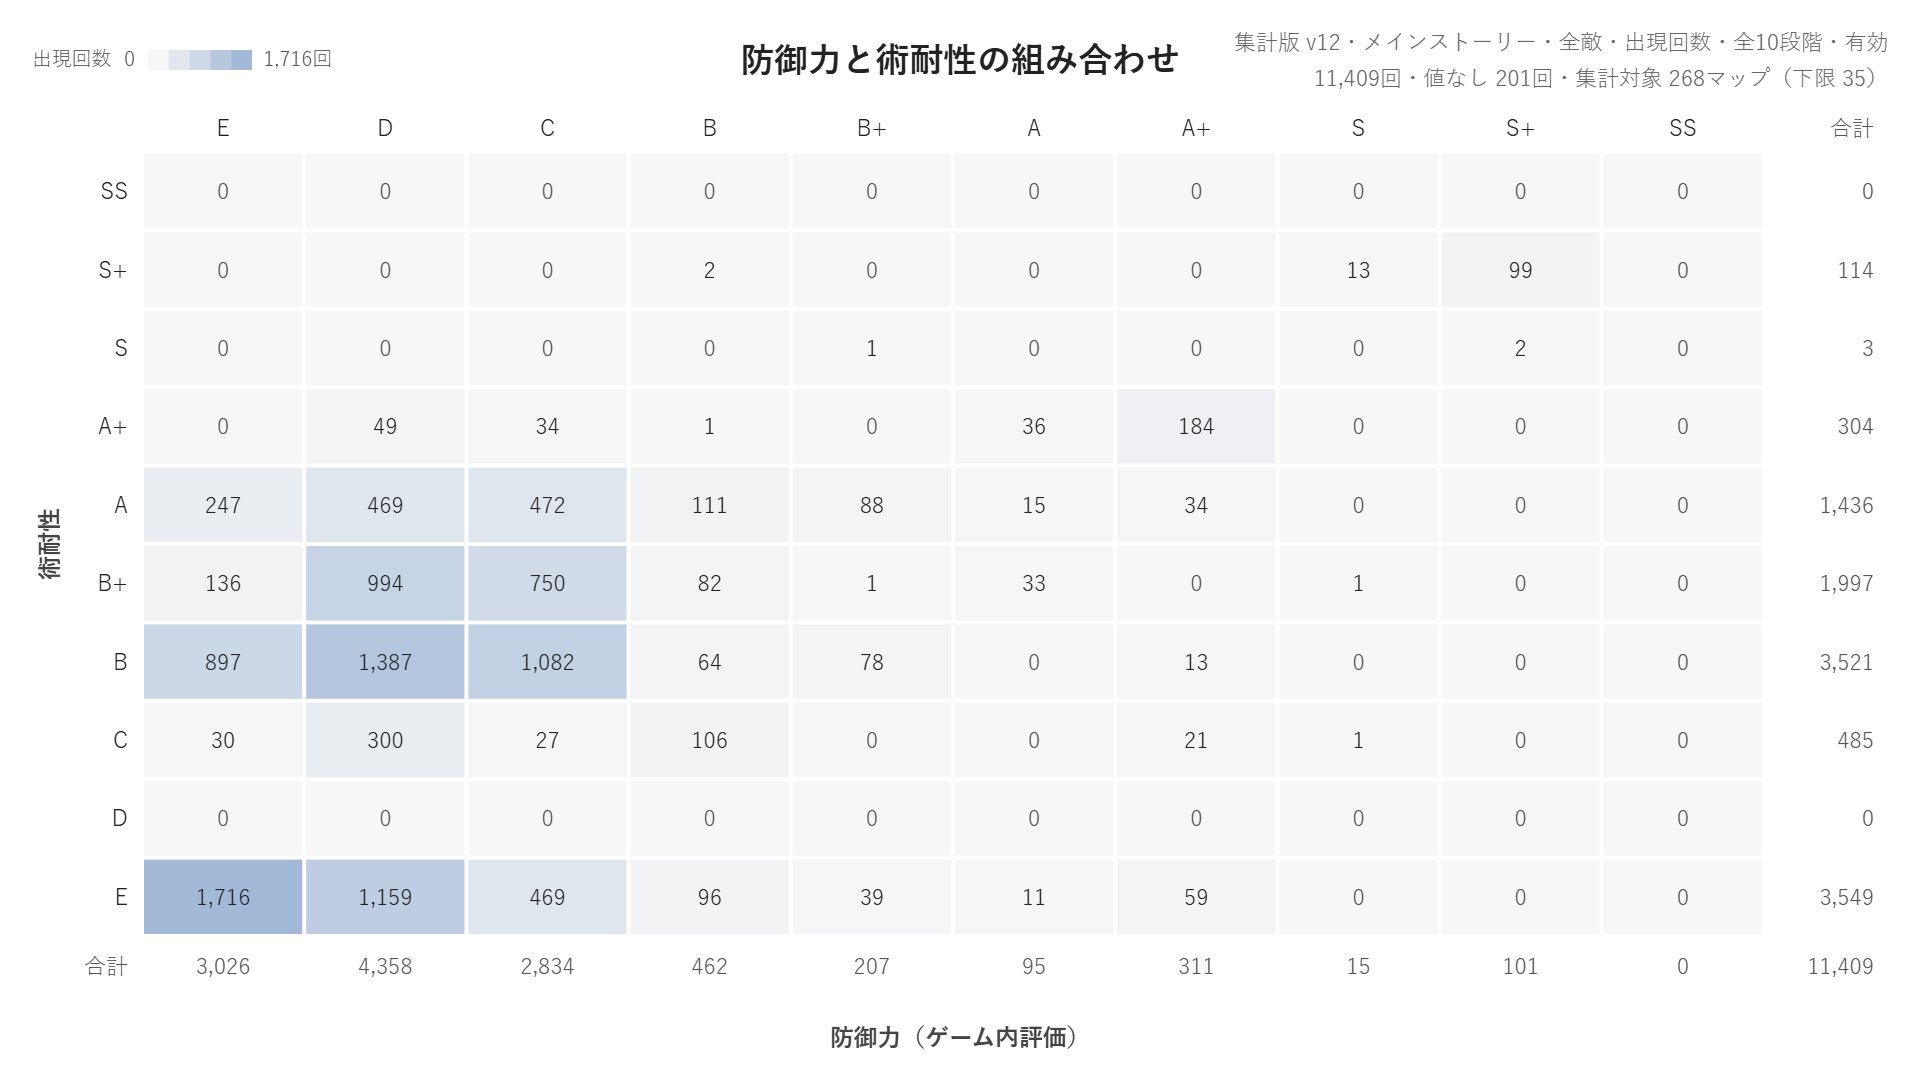 出現回数 0 1,716回
防御力と術耐性の組み合わせ
集計版 v12・メインストーリー・全敵・出現回数・全10段階・有効
11,409回・値なし 201回・集計対象 268マップ（下限 35）
E D C B B+ A A+ S S+ SS 合計
SS 0 0 0 0 0 0 0 0 0 0 0
S+ 0 0 0 2 0 0 0 13 99 0 114
S 0 0 0 0 1 0 0 0 2 0 3
A+ 0 49 34 1 0 36 184 0 0 0 304
A 247 469 472 111 88 15 34 0 0 0 1,436
術耐性
B+ 136 994 750 82 1 33 0 1 0 0 1,997
B 897 1,387 1,082 64 78 0 13 0 0 0 3,521
C 30 300 27 106 0 0 21 1 0 0 485
D 0 0 0 0 0 0 0 0 0 0 0
E 1,716 1,159 469 96 39 11 59 0 0 0 3,549
合計 3,026 4,358 2,834 462 207 95 311 15 101 0 11,409
防御力（ゲーム内評価）